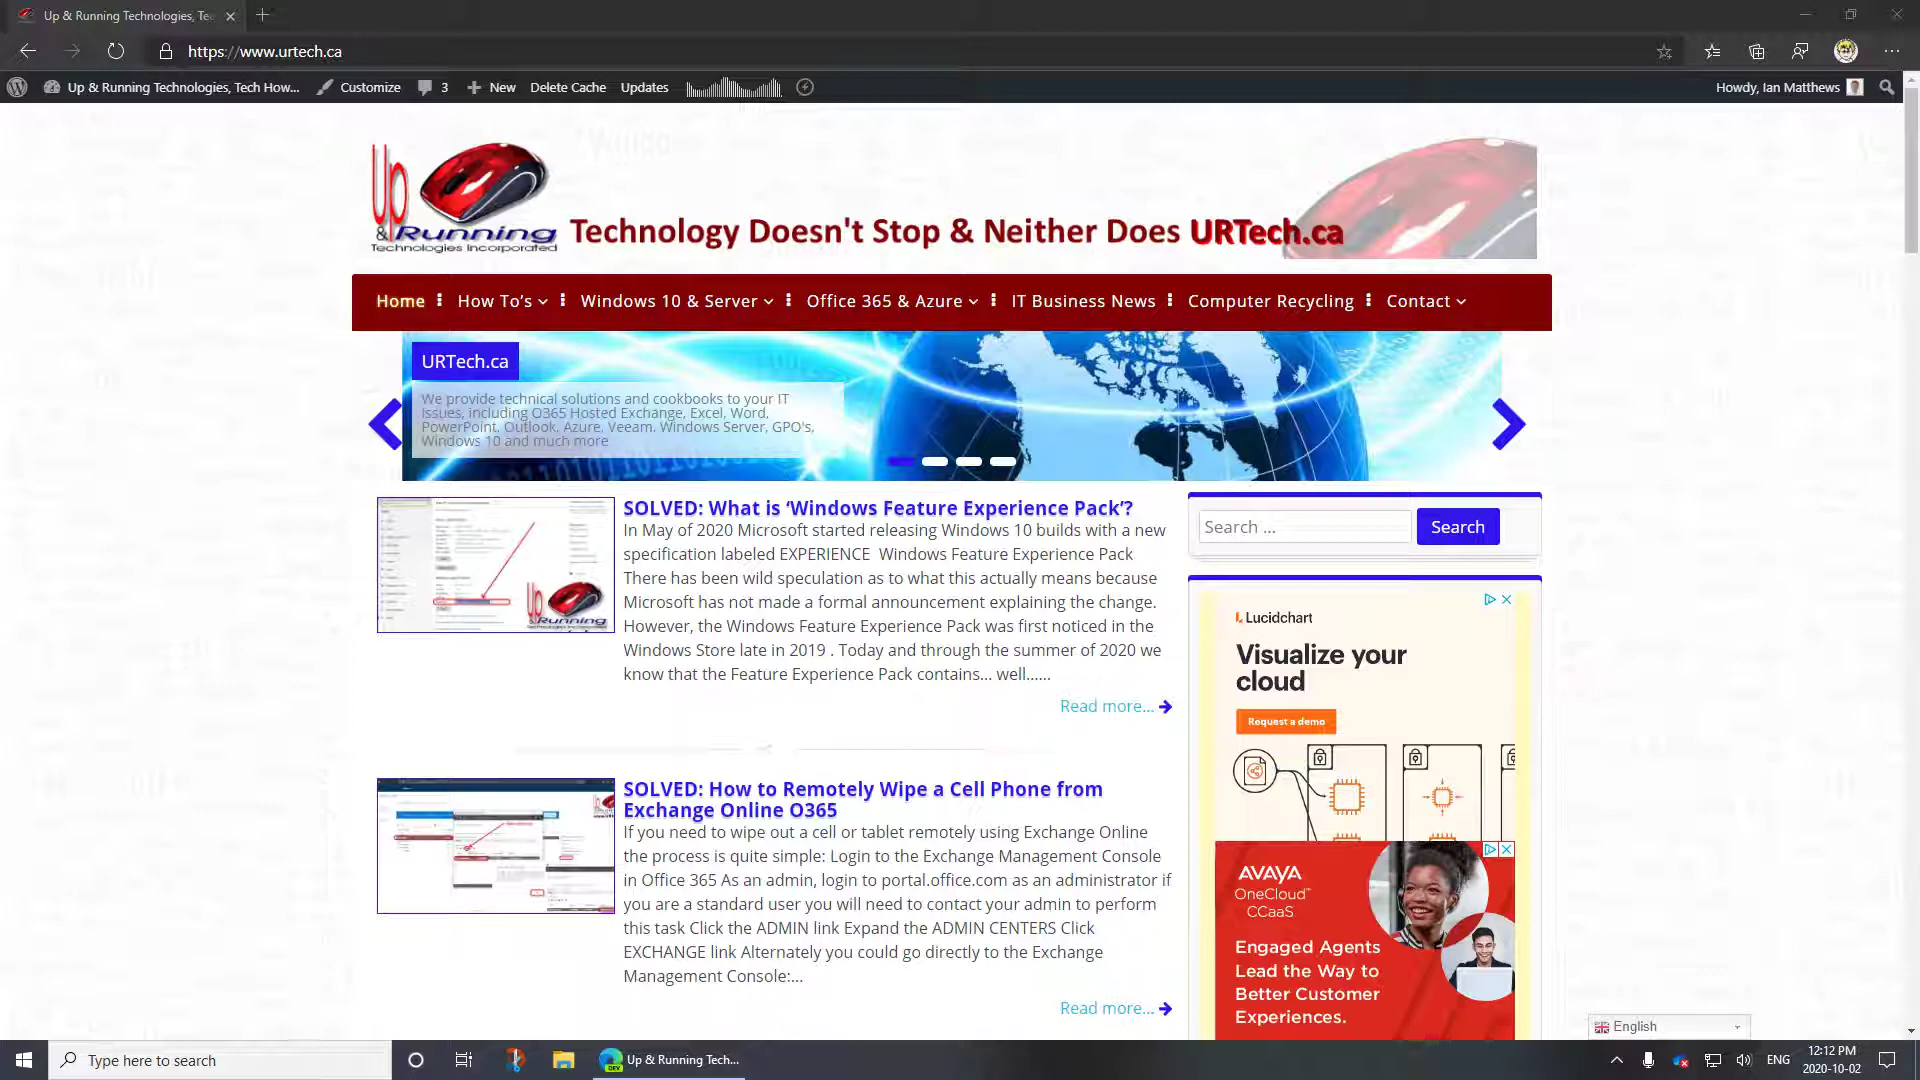 Up & Running Technologies, Te
https://www.urtech.ca
Up & Running Technologies, Tech How...
Customize
3
New
Delete Cache
Updates
Howdy, Ian Matthews
Up
&Running
Technologies Incorporated
Technology Doesn't Stop & Neither Does URTech.ca
Home
How To's
Windows 10 & Server
Office 365 & Azure
IT Business News
Computer Recycling
Contact
URTech.ca
We provide technical solutions and cookbooks to your IT
Issues, including O365 Hosted Exchange, Excel, Word,
PowerPoint, Outlook, Azure, Veeam, Windows Server, GPO's,
Windows 10 and much more
SOLVED: What is ‘Windows Feature Experience Pack’?
In May of 2020 Microsoft started releasing Windows 10 builds with a new
specification labeled EXPERIENCE  Windows Feature Experience Pack
There has been wild speculation as to what this actually means because
Microsoft has not made a formal announcement explaining the change.
However, the Windows Feature Experience Pack was first noticed in the
Windows Store late in 2019 . Today and through the summer of 2020 we
know that the Feature Experience Pack contains... well......
Read more...
SOLVED: How to Remotely Wipe a Cell Phone from
Exchange Online O365
If you need to wipe out a cell or tablet remotely using Exchange Online
the process is quite simple: Login to the Exchange Management Console
in Office 365 As an admin, login to portal.office.com as an administrator if
you are a standard user you will need to contact your admin to perform
this task Click the ADMIN link Expand the ADMIN CENTERS Click
EXCHANGE link Alternately you could go directly to the Exchange
Management Console:...
Read more...
Search ...
Search
Lucidchart
Visualize your
cloud
Request a demo
AVAYA
OneCloud™
CCaaS
Engaged Agents
Lead the Way to
Better Customer
Experiences.
English
Type here to search
DEV
Up & Running Tech...
ENG
12:12 PM
2020-10-02